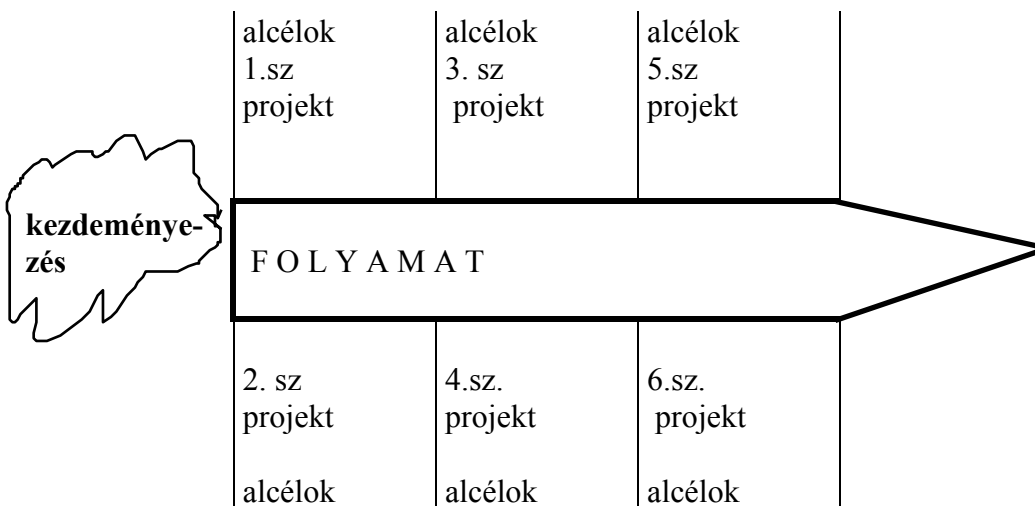 alcélok
1.sz
projekt
alcélok
3. sz
projekt
alcélok
5.sz
projekt
kezdeménye-
zés
F O L Y A M A T
2. sz
projekt
alcélok
4.sz.
projekt
alcélok
6.sz.
projekt
alcélok